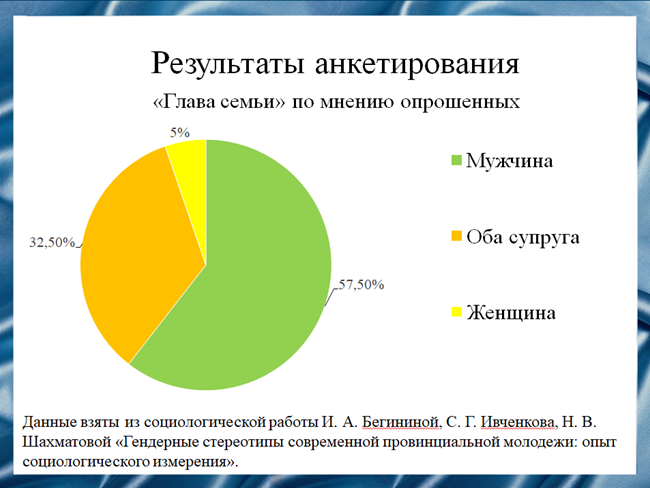 Результаты анкетирования
«Глава семьи» по мнению опрошенных
5%
Мужчина
Оба супруга
32,50%
57,50%
Женщина
Данные взяты из социологической работы И. А. Бегининой, С. Г. Ивченкова, Н. В.
Шахматовой «Гендерные стереотипы современной провинциальной молодежи: опыт
социологического измерения».